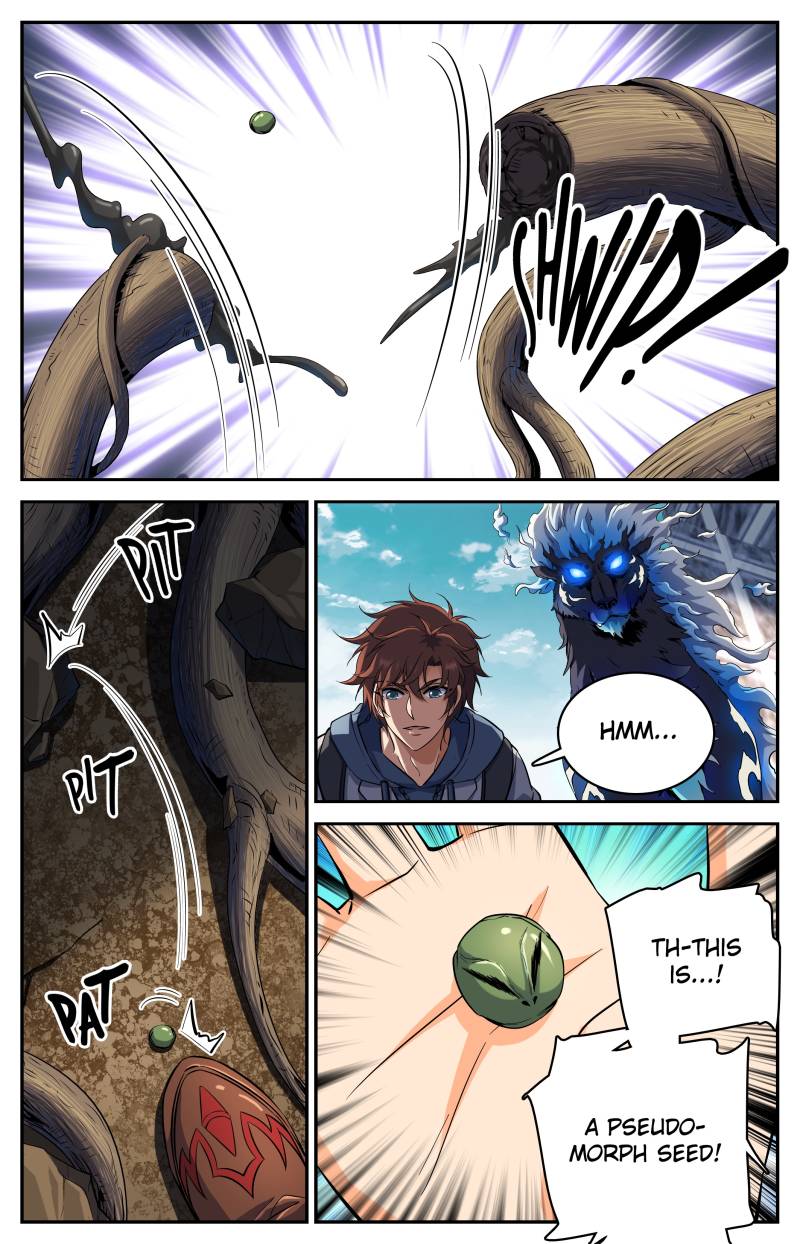 SHWIP!
PIT
PIT
PAT
HMM...
TH-THIS
IS...!
A PSEUDO-
MORPH SEED!